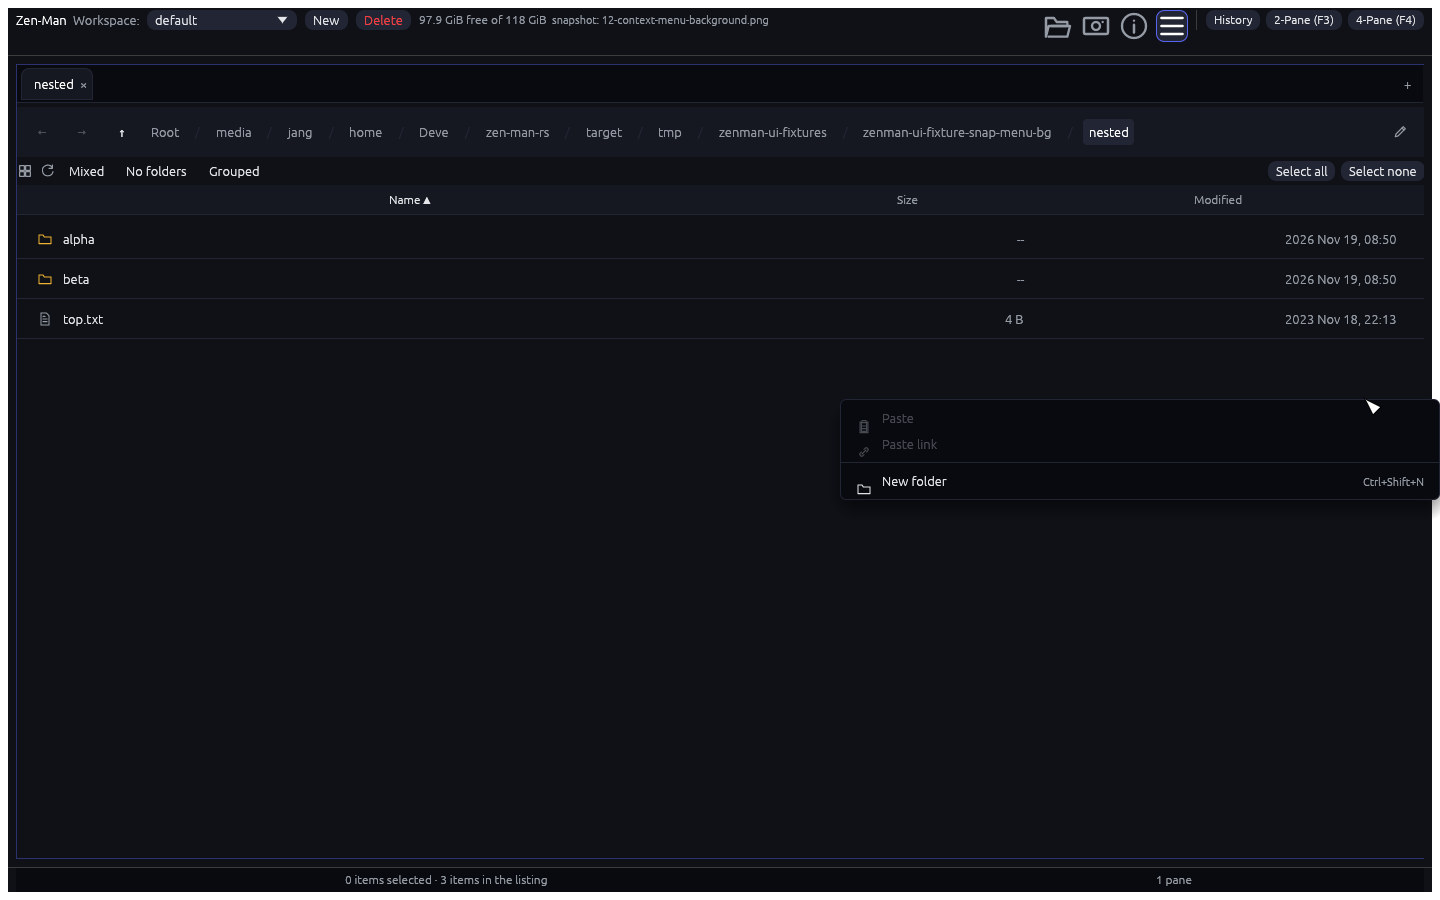 Zen-Man Workspace: default New Delete 97.9 GiB free of 118 GiB snapshot: 12-context-menu-background.png History 2-Pane (F3) 4-Pane (F4)
nested × +
← → ↑ Root / media / jang / home / Deve / zen-man-rs / target / tmp / zenman-ui-fixtures / zenman-ui-fixture-snap-menu-bg / nested
Mixed No folders Grouped Select all Select none
Name ▲ Size Modified
alpha -- 2026 Nov 19, 08:50
beta -- 2026 Nov 19, 08:50
top.txt 4 B 2023 Nov 18, 22:13
Paste
Paste link
New folder Ctrl+Shift+N
0 items selected · 3 items in the listing 1 pane